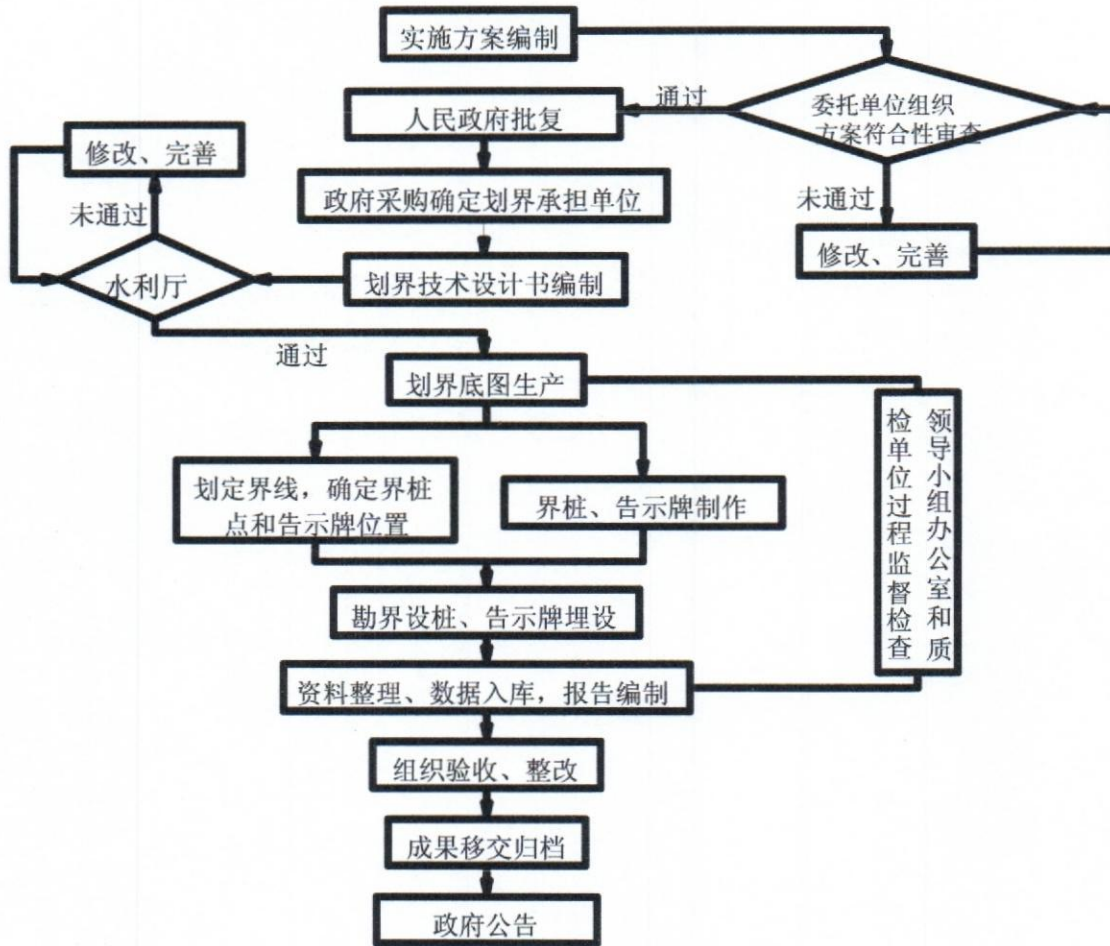 实施方案编制
委托单位组织
方案符合性审查
通过
人民政府批复
未通过
修改、完善
政府采购确定划界承担单位
划界技术设计书编制
水利厅
未通过
修改、完善
通过
划界底图生产
划定界线，确定界桩
点和告示牌位置
界桩、告示牌制作
领导小组办公室和质
检单位过程监督检查
勘界设桩、告示牌埋设
资料整理、数据入库，报告编制
组织验收、整改
成果移交归档
政府公告